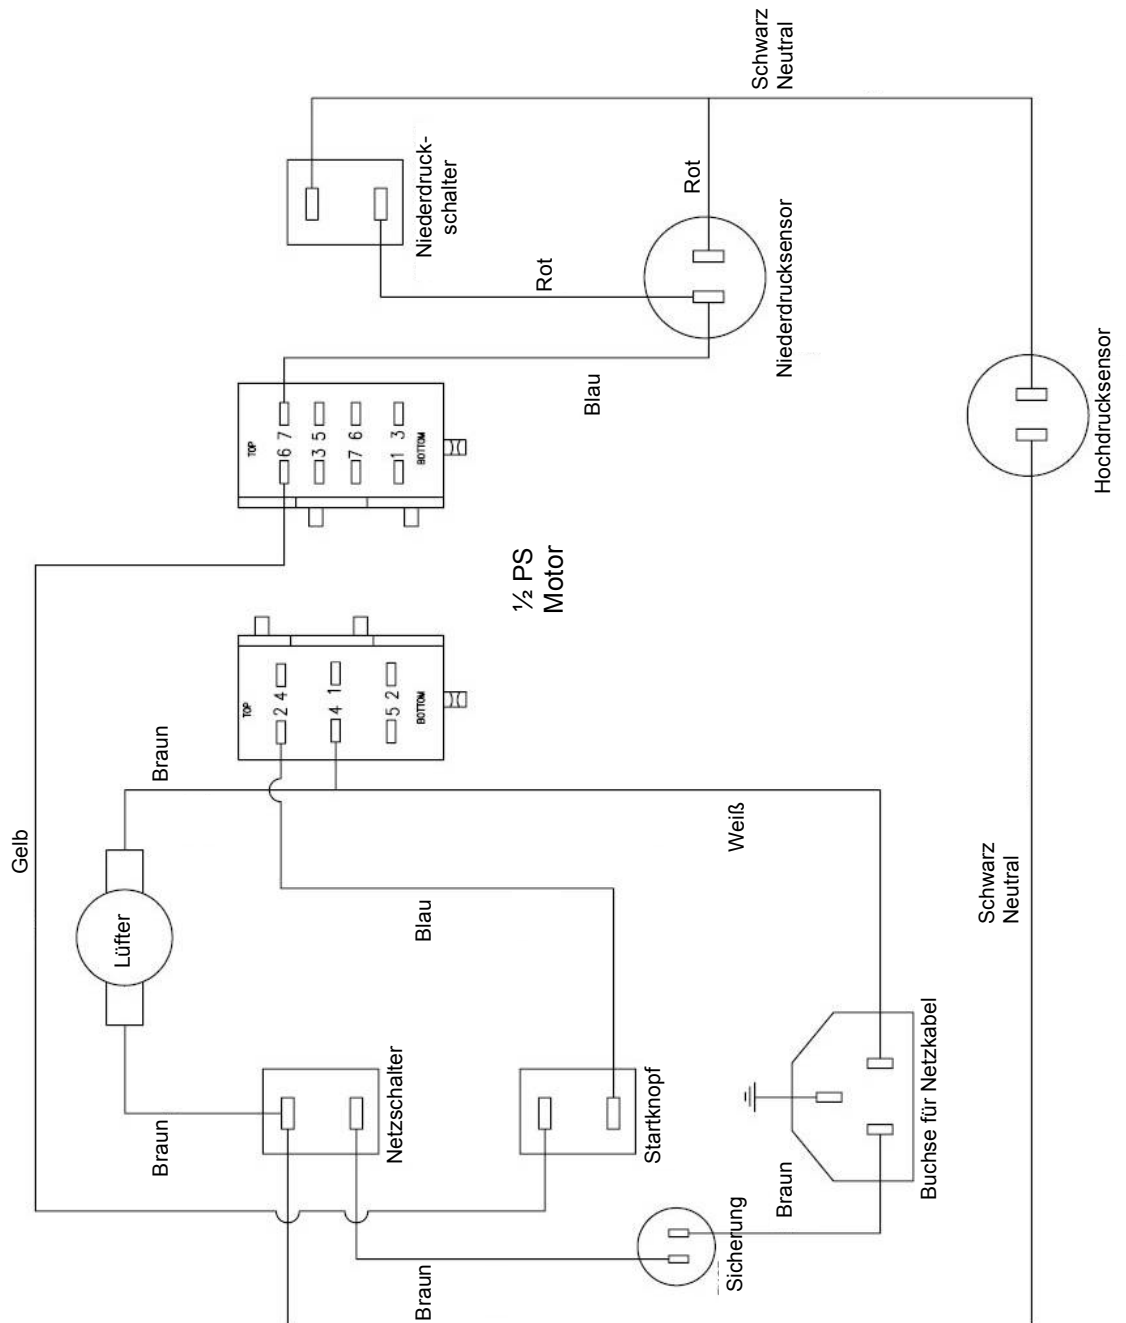 Gelb
Lüfter
Braun
Braun
TOP
TOP
2 4
6 7
3 5
4 1
7 6
5 2
1 3
Netzschalter
BOTTOM
BOTTOM
Braun
Blau
Niederdruck-
schalter
½ PS
Motor
Rot
Blau
Startknopf
Rot
Sicherung
Weiß
Schwarz
Neutral
Braun
Niederdrucksensor
Buchse für Netzkabel
Schwarz
Neutral
Hochdrucksensor